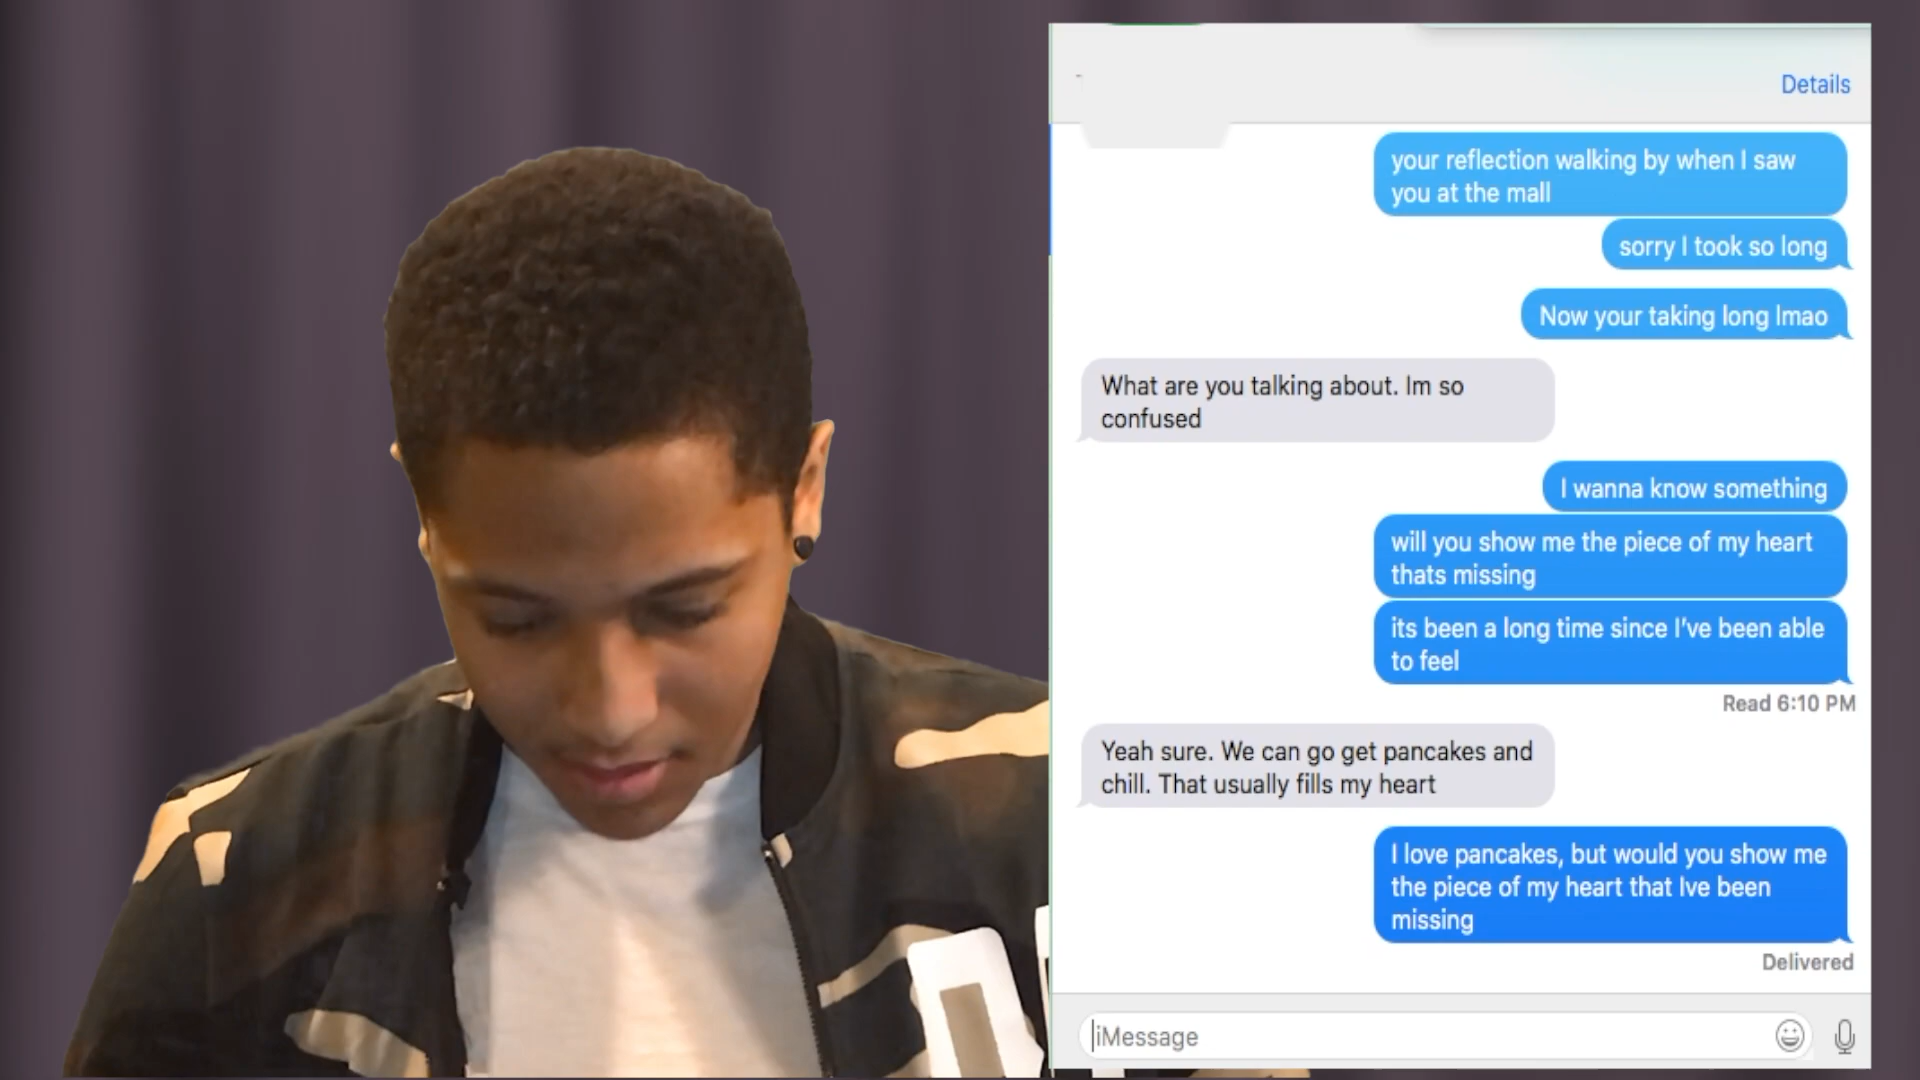 Details
your reflection walking by when I saw
you at the mall
sorry I took so long
Now your taking long lmao
What are you talking about. Im so
confused
I wanna know something
will you show me the piece of my heart
thats missing
its been a long time since I've been able
to feel
Read 6:10 PM
Yeah sure. We can go get pancakes and
chill. That usually fills my heart
I love pancakes, but would you show me
the piece of my heart that Ive been
missing
Delivered
iMessage